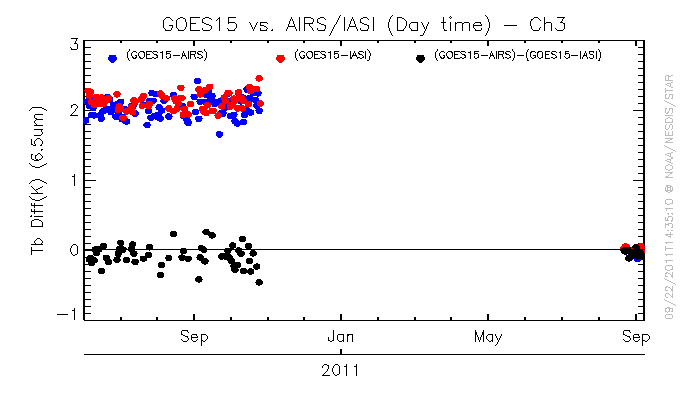 GOES15 vs. AIRS/IASI (Day time) – Ch3
(GOES15–AIRS) (GOES15–IASI) (GOES15–AIRS)–(GOES15–IASI)
3
2
1
0
–1
Tb Diff(K) (6.5um)
Sep Jan May Sep
2011
09/22/2011T14:35:10 @ NOAA/NESDIS/STAR